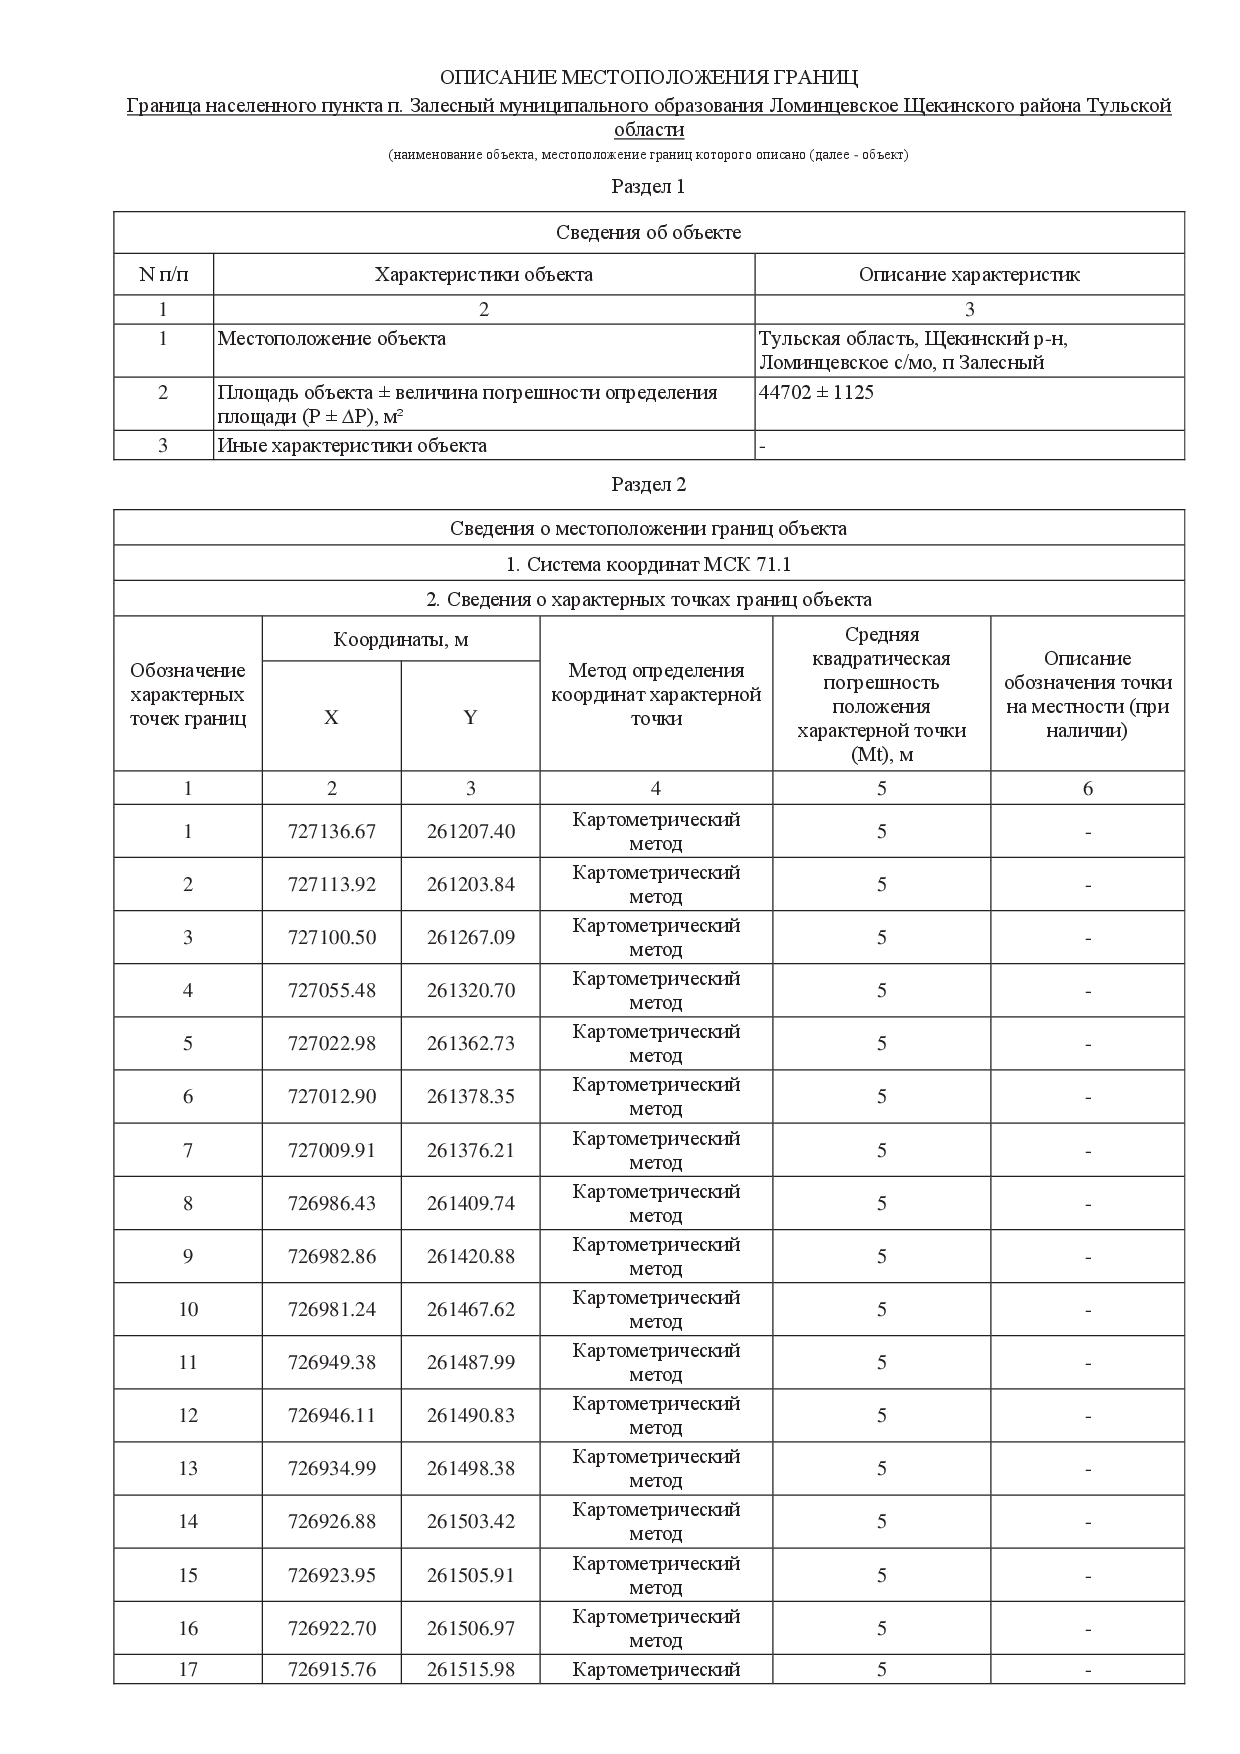 ОПИСАНИЕ МЕСТОПОЛОЖЕНИЯ ГРАНИЦ
Граница населенного пункта п. Залесный муниципального образования Ломинцевское Щекинского района Тульской
области
(наименование объекта, местоположение границ которого описано (далее - объект)
Раздел 1
Сведения об объекте
N п/п Характеристики объекта Описание характеристик
1 2 3
1 Местоположение объекта Тульская область, Щекинский р-н,
Ломинцевское с/мо, п Залесный
2 Площадь объекта ± величина погрешности определения 44702 ± 1125
площади (P ± ∆P), м²
3 Иные характеристики объекта -
Раздел 2
Сведения о местоположении границ объекта
1. Система координат МСК 71.1
2. Сведения о характерных точках границ объекта
Обозначение
характерных
точек границ
Координаты, м
X Y
Метод определения
координат характерной
точки
Средняя
квадратическая
погрешность
положения
характерной точки
(Mt), м
Описание
обозначения точки
на местности (при
наличии)
1 2 3 4 5 6
1 727136.67 261207.40 Картометрический
метод 5 -
2 727113.92 261203.84 Картометрический
метод 5 -
3 727100.50 261267.09 Картометрический
метод 5 -
4 727055.48 261320.70 Картометрический
метод 5 -
5 727022.98 261362.73 Картометрический
метод 5 -
6 727012.90 261378.35 Картометрический
метод 5 -
7 727009.91 261376.21 Картометрический
метод 5 -
8 726986.43 261409.74 Картометрический
метод 5 -
9 726982.86 261420.88 Картометрический
метод 5 -
10 726981.24 261467.62 Картометрический
метод 5 -
11 726949.38 261487.99 Картометрический
метод 5 -
12 726946.11 261490.83 Картометрический
метод 5 -
13 726934.99 261498.38 Картометрический
метод 5 -
14 726926.88 261503.42 Картометрический
метод 5 -
15 726923.95 261505.91 Картометрический
метод 5 -
16 726922.70 261506.97 Картометрический
метод 5 -
17 726915.76 261515.98 Картометрический 5 -